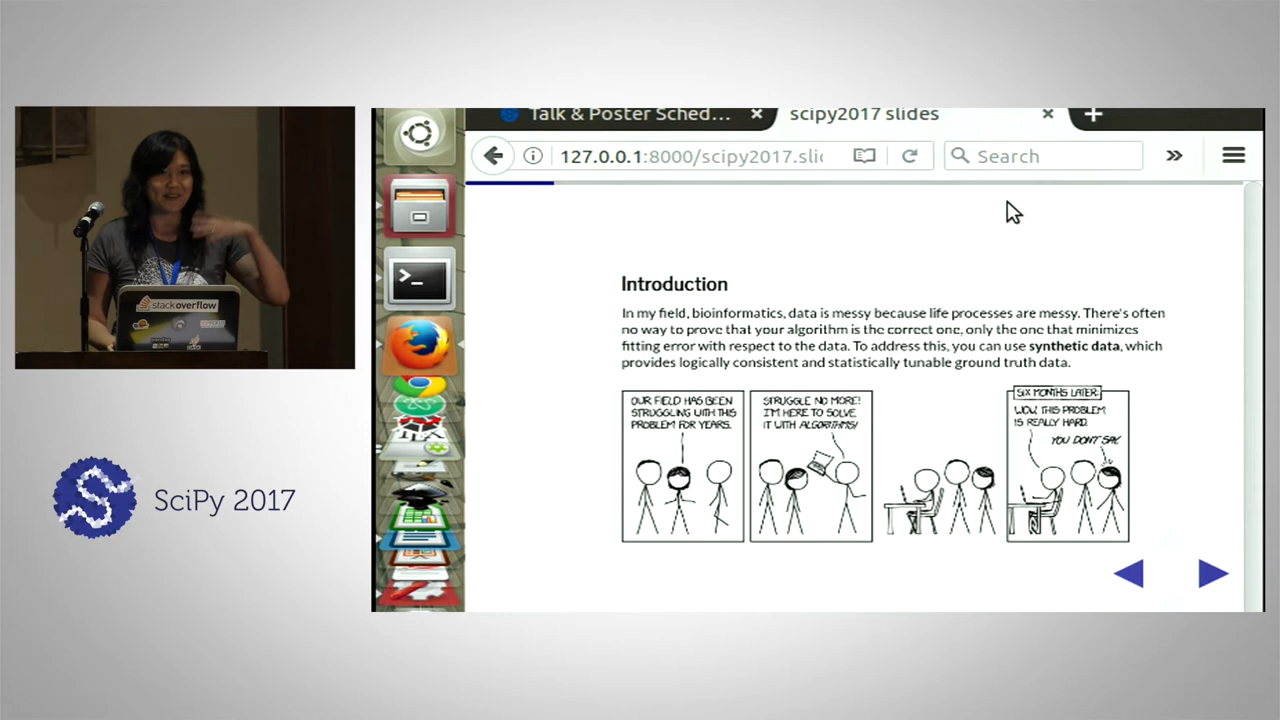 Talk & Poster Sched...
scipy2017 slides
127.0.0.1:8000/scipy2017.sli
Search
Introduction
In my field, bioinformatics, data is messy because life processes are messy. There's often
no way to prove that your algorithm is the correct one, only the one that minimizes
fitting error with respect to the data. To address this, you can use synthetic data, which
provides logically consistent and statistically tunable ground truth data.
OUR FIELD HAS BEEN
STRUGGLING WITH THIS
PROBLEM FOR YEARS.
STRUGGLE NO MORE!
I'M HERE TO SOLVE
IT WITH ALGORITHMS!
SIX MONTHS LATER:
WOW, THIS PROBLEM
IS REALLY HARD.
YOU DON'T SAY.
stackoverflow
SciPy 2017